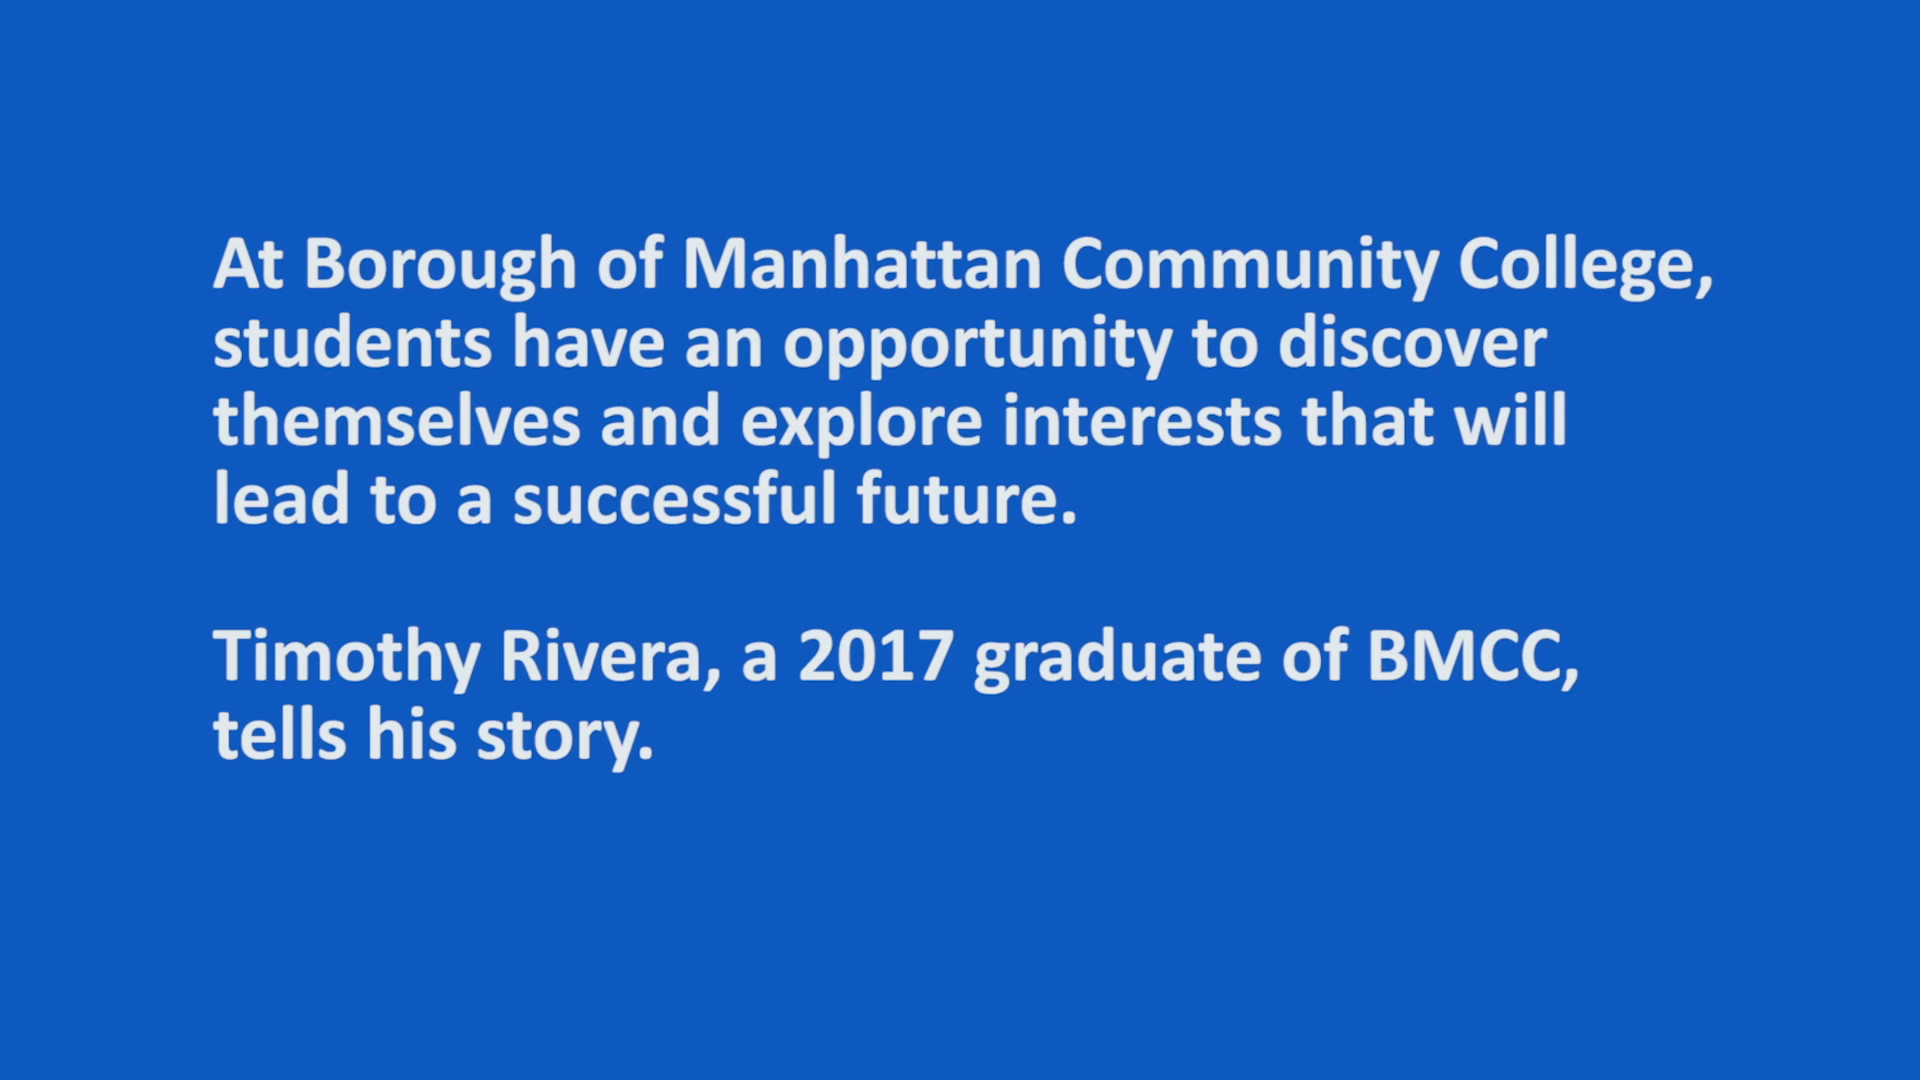 At Borough of Manhattan Community College,
students have an opportunity to discover
themselves and explore interests that will
lead to a successful future.
Timothy Rivera, a 2017 graduate of BMCC,
tells his story.